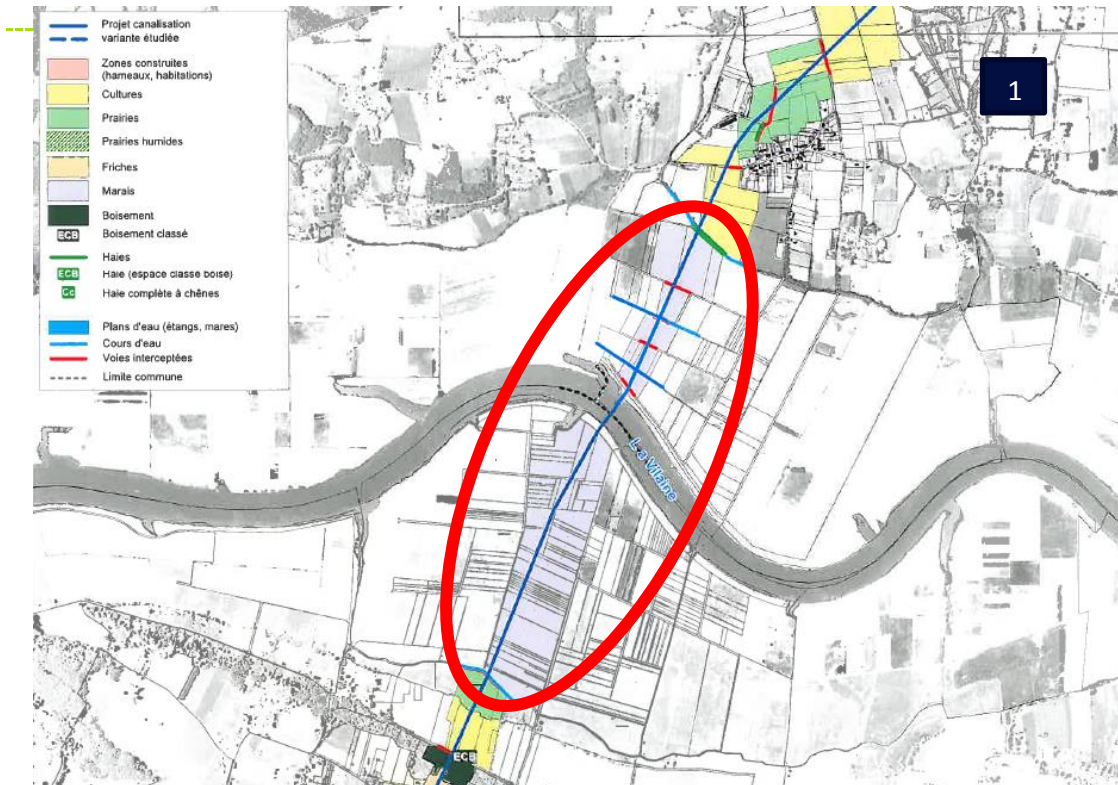 Projet canalisation
variante étudiée
Zones construites
(hameaux, habitations)
Cultures
Prairies
Prairies humides
Friches
Marais
Boisement
ECB
Boisement classé
Haies
ECB
Haie (espace classe boise)
Cc
Haie complète à chênes
Plans d'eau (étangs, mares)
Cours d'eau
Voies interceptées
Limite commune
1
La Vilaine
ECB